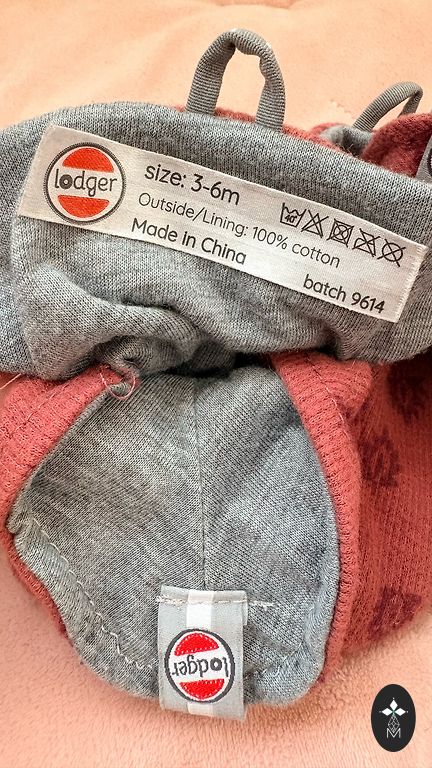 lodger
size: 3-6m
Outside/Lining: 100% cotton
Made in China
batch 9614
lodger
M